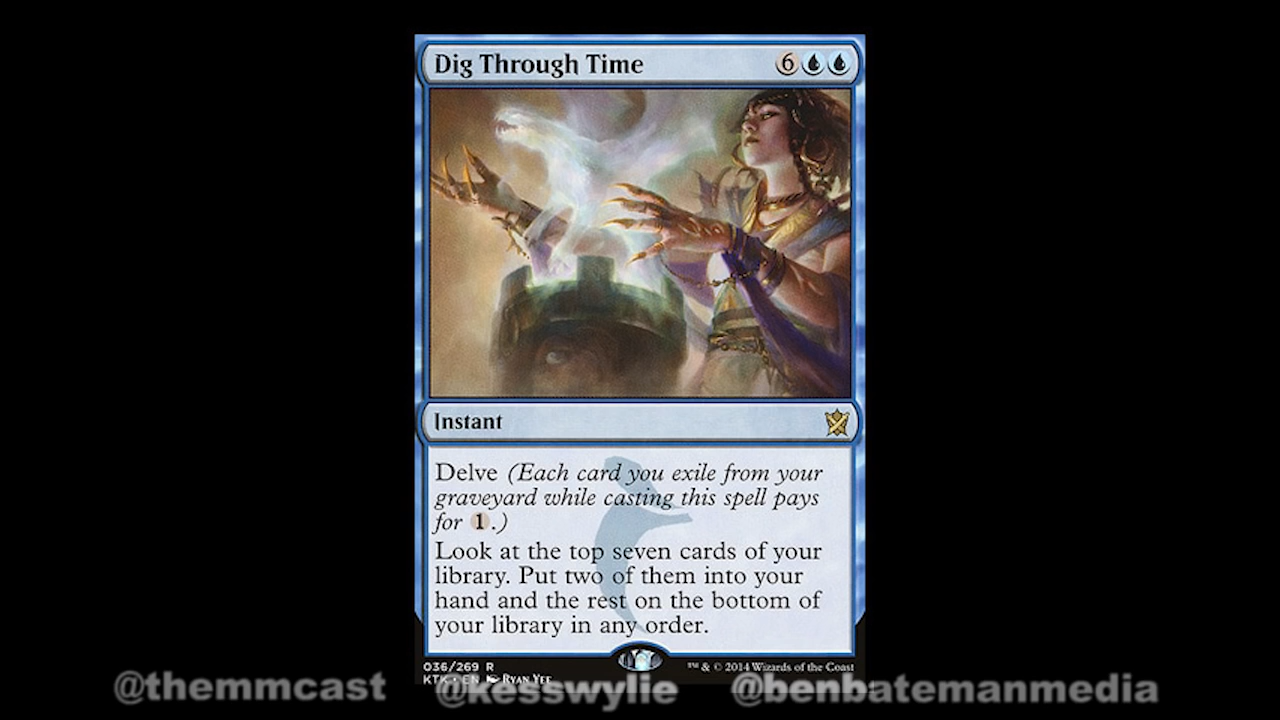 Dig Through Time 6
Instant
Delve (Each card you exile from your
graveyard while casting this spell pays
for 1.)
Look at the top seven cards of your
library. Put two of them into your
hand and the rest on the bottom of
your library in any order.
036/269 R ™ & © 2014 Wizards of the Coast
KTK • EN Ryan Yee
@themmcast @kesswylie @benbatemanmedia